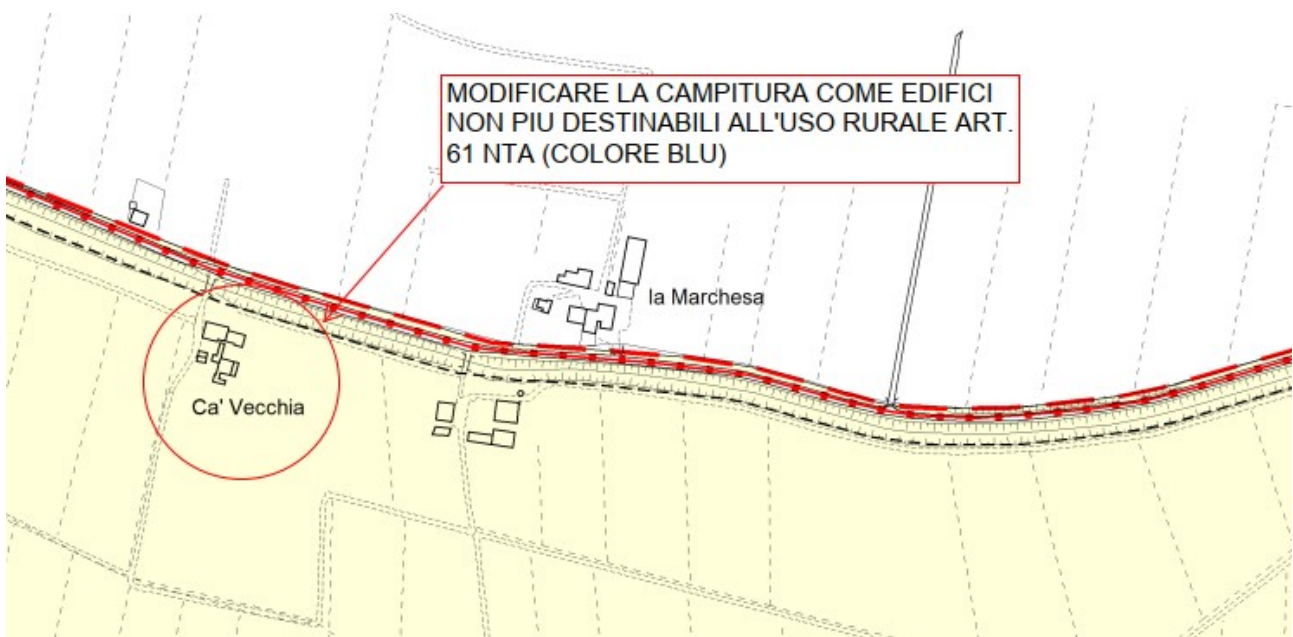 MODIFICARE LA CAMPITURA COME EDIFICI
NON PIU DESTINABILI ALL'USO RURALE ART.
61 NTA (COLORE BLU)
la Marchesa
Ca' Vecchia